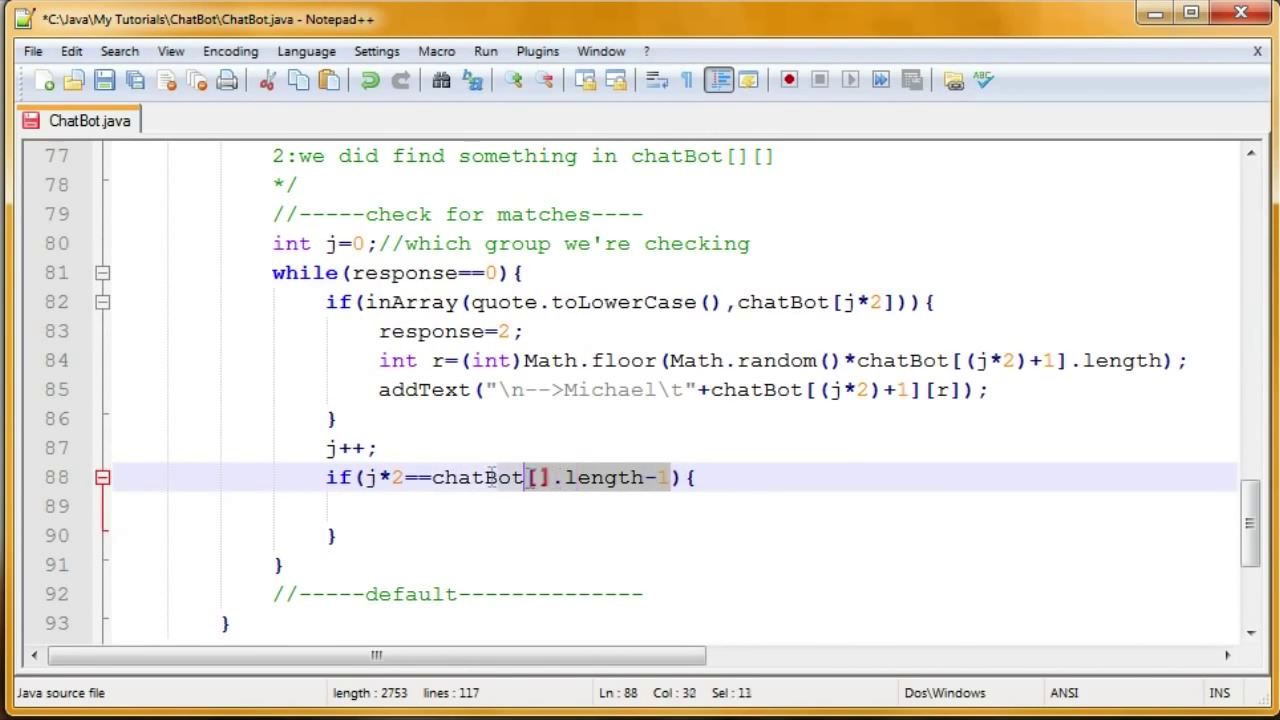 *C:\Java\My Tutorials\ChatBot\ChatBot.java - Notepad++
File Edit Search View Encoding Language Settings Macro Run Plugins Window ? X
ChatBot.java
77 2:we did find something in chatBot[][]
78 */
79 //-----check for matches----
80 int j=0;//which group we're checking
81 while(response==0){
82 if(inArray(quote.toLowerCase(),chatBot[j*2])){
83 response=2;
84 int r=(int)Math.floor(Math.random()*chatBot[(j*2)+1].length);
85 addText("\n-->Michael\t"+chatBot[(j*2)+1][r]);
86 }
87 j++;
88 if(j*2==chatBot[].length-1){
89
90 }
91 }
92 //-----default--------------
93 }
Java source file length : 2753 lines : 117 Ln : 88 Col : 32 Sel : 11 Dos\Windows ANSI INS